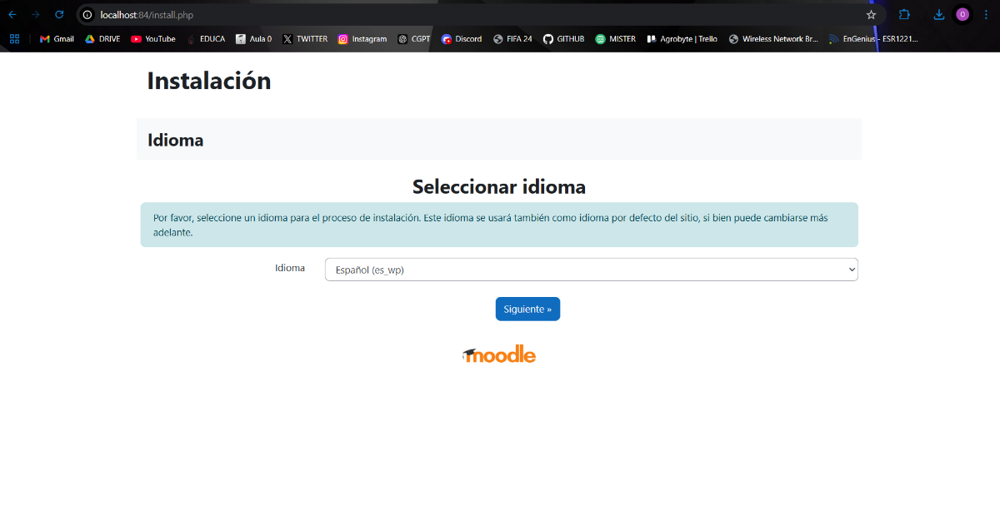 localhost:84/install.php
O
Gmail DRIVE YouTube EDUCA Aula 0 TWITTER Instagram CGPT Discord FIFA 24 GITHUB MISTER Agrobyte | Trello Wireless Network Br... EnGenius - ESR1221...
Instalación
Idioma
Seleccionar idioma
Por favor, seleccione un idioma para el proceso de instalación. Este idioma se usará también como idioma por defecto del sitio, si bien puede cambiarse más
adelante.
Idioma Español (es_wp)
Siguiente »
moodle